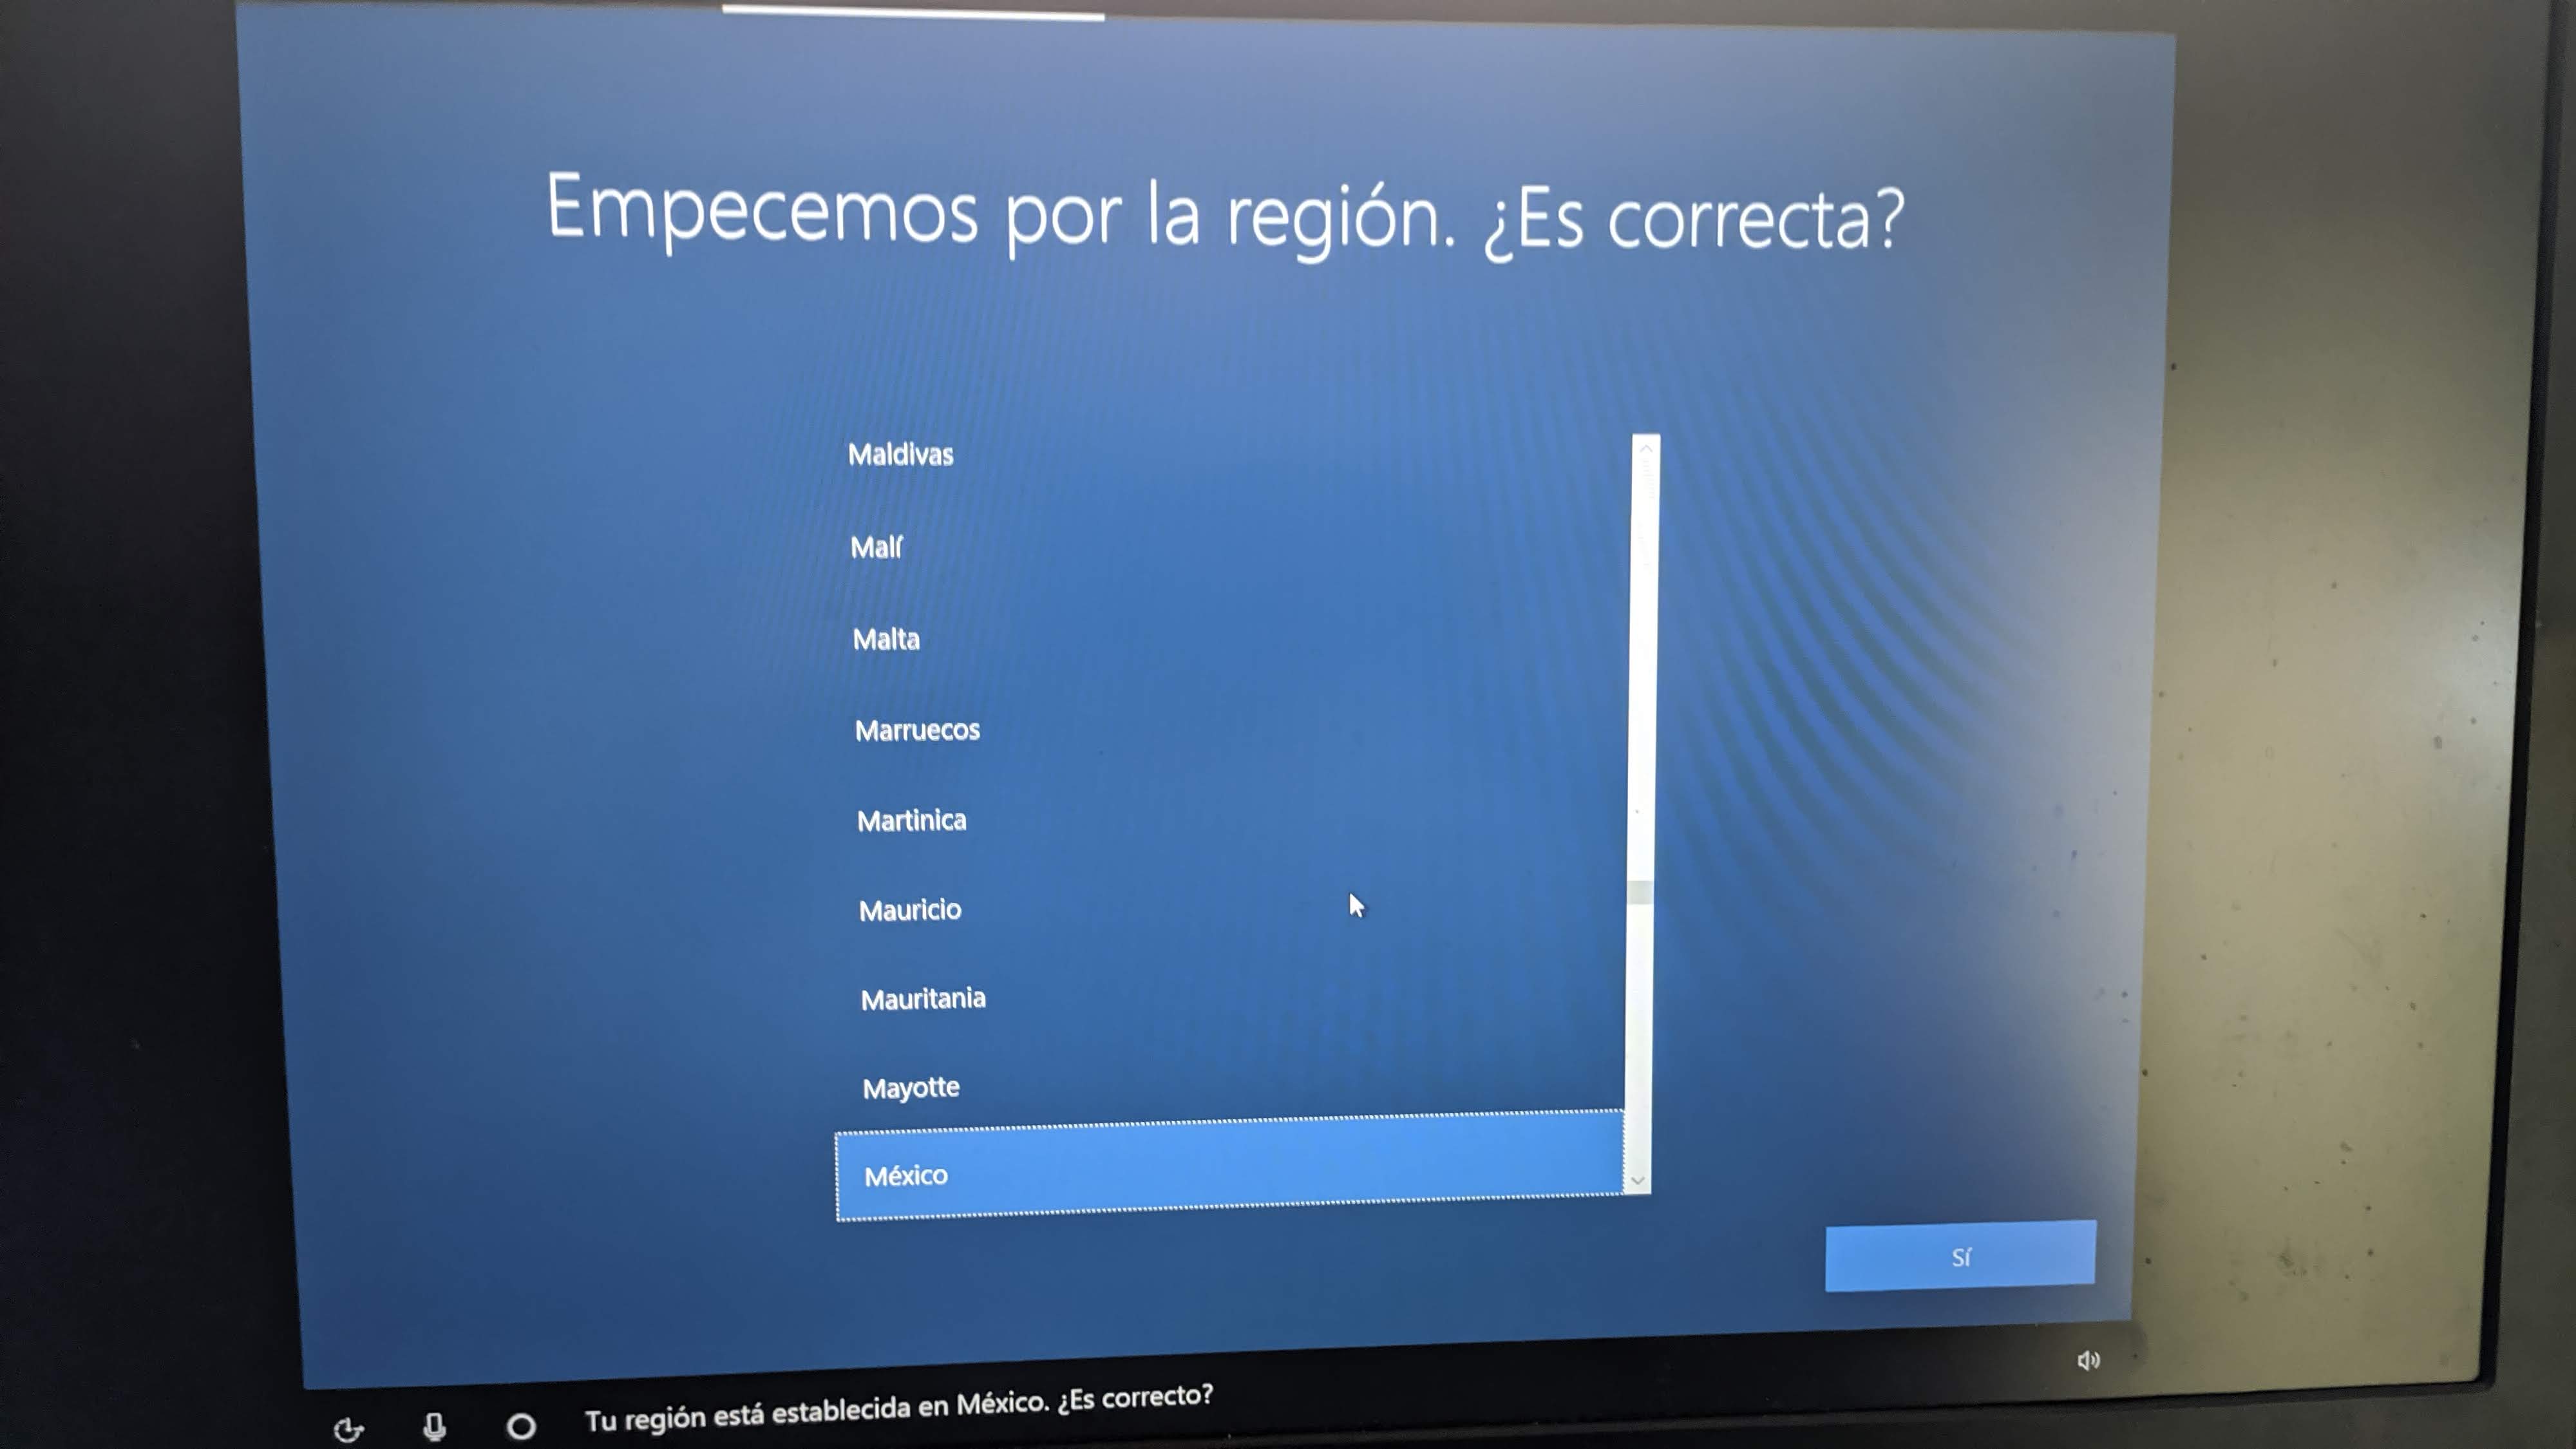 Empecemos por la región. ¿Es correcta?
Maldivas
Malí
Malta
Marruecos
Martinica
Mauricio
Mauritania
Mayotte
México
Sí
Tu región está establecida en México. ¿Es correcto?